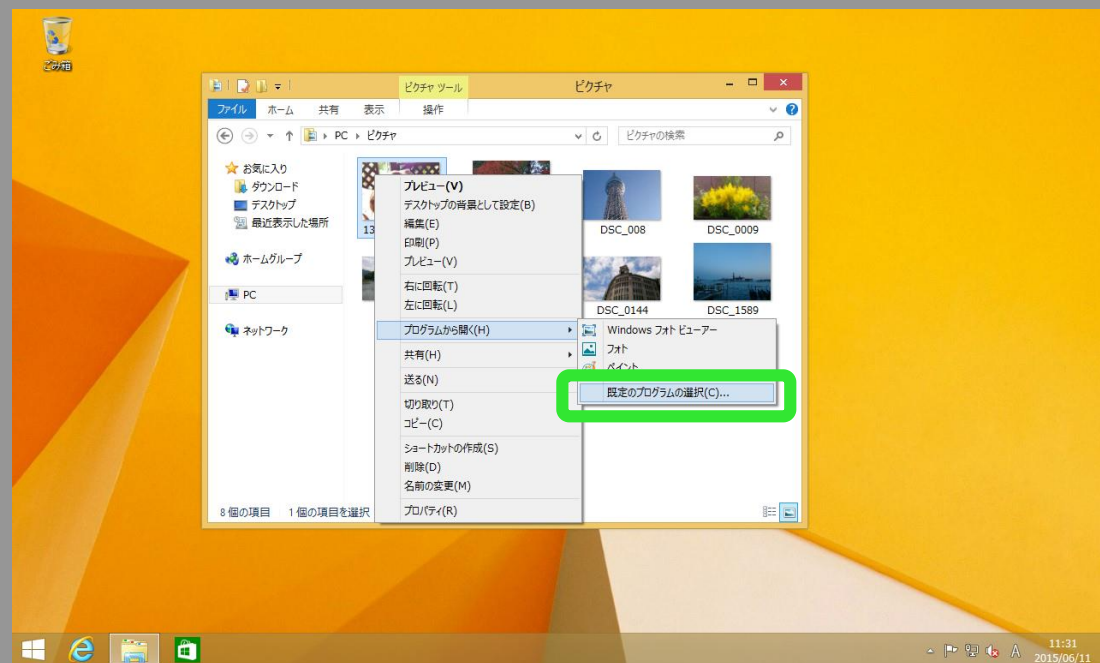 ごみ箱
ピクチャ ツール
ピクチャ
ファイル ホーム 共有 表示 操作
PC ピクチャ
ピクチャの検索
お気に入り
ダウンロード
デスクトップ
最近表示した場所
ホームグループ
PC
ネットワーク
13
DSC_008
DSC_0009
DSC_0144
DSC_1589
プレビュー(V)
デスクトップの背景として設定(B)
編集(E)
印刷(P)
プレビュー(V)
右に回転(T)
左に回転(L)
プログラムから開く(H)
共有(H)
送る(N)
切り取り(T)
コピー(C)
ショートカットの作成(S)
削除(D)
名前の変更(M)
プロパティ(R)
Windows フォト ビューアー
フォト
ペイント
既定のプログラムの選択(C)...
8 個の項目 1 個の項目を選択
A
11:31
2015/06/11